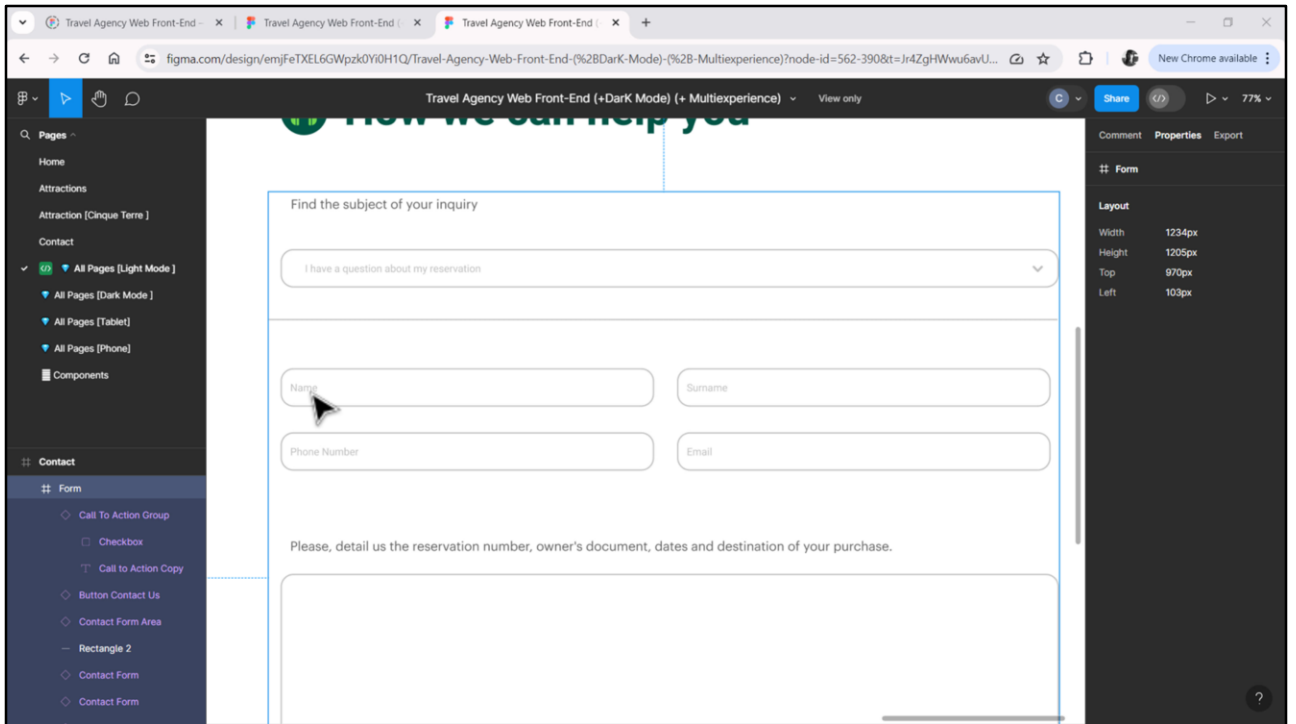 Travel Agency Web Front-End -
Travel Agency Web Front-End (
Travel Agency Web Front-End (
figma.com/design/emjFeTXEL6GWpzk0Yi0H1Q/Travel-Agency-Web-Front-End-(%2BDarK-Mode)-(%2B-Multiexperience)?node-id=562-390&t=Jr4ZgHWwu6avU...
New Chrome available
Travel Agency Web Front-End (+DarK Mode) (+ Multiexperience)
View only
C
Share
77%
Pages
Home
Attractions
Attraction [Cinque Terre ]
Contact
All Pages [Light Mode ]
All Pages [Dark Mode ]
All Pages [Tablet]
All Pages [Phone]
Components
Contact
Form
Call To Action Group
Checkbox
Call to Action Copy
Button Contact Us
Contact Form Area
Rectangle 2
Contact Form
Contact Form
How we can help you
Find the subject of your inquiry
I have a question about my reservation
Name
Surname
Phone Number
Email
Please, detail us the reservation number, owner's document, dates and destination of your purchase.
Comment
Properties
Export
Form
Layout
Width 1234px
Height 1205px
Top 970px
Left 103px
?